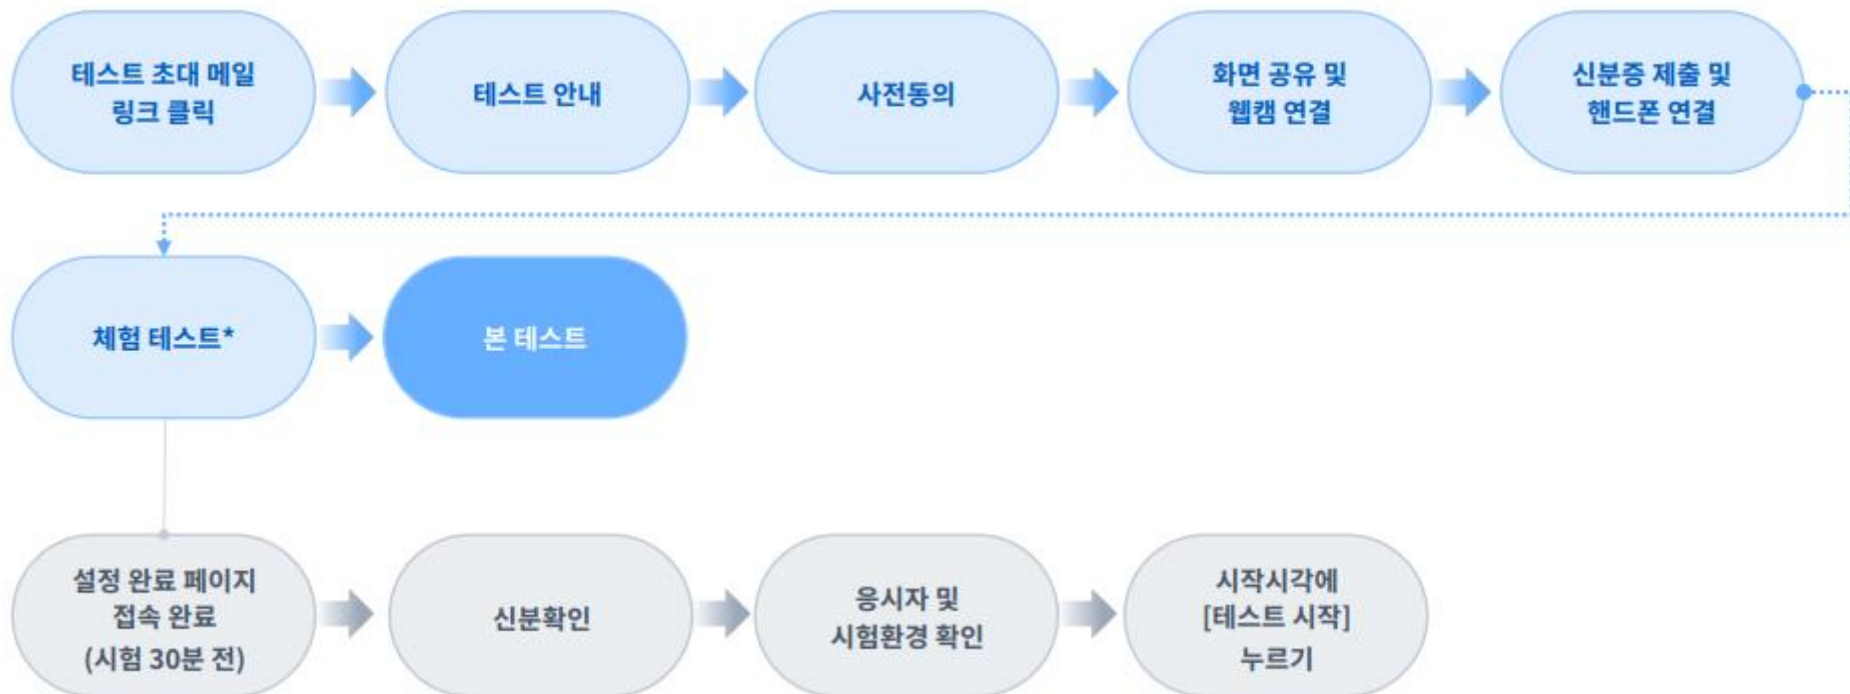 테스트 초대 메일
링크 클릭
테스트 안내
사전동의
화면 공유 및
웹캠 연결
신분증 제출 및
핸드폰 연결
체험 테스트*
본 테스트
설정 완료 페이지
접속 완료
(시험 30분 전)
신분확인
응시자 및
시험환경 확인
시작시각에
[테스트 시작]
누르기